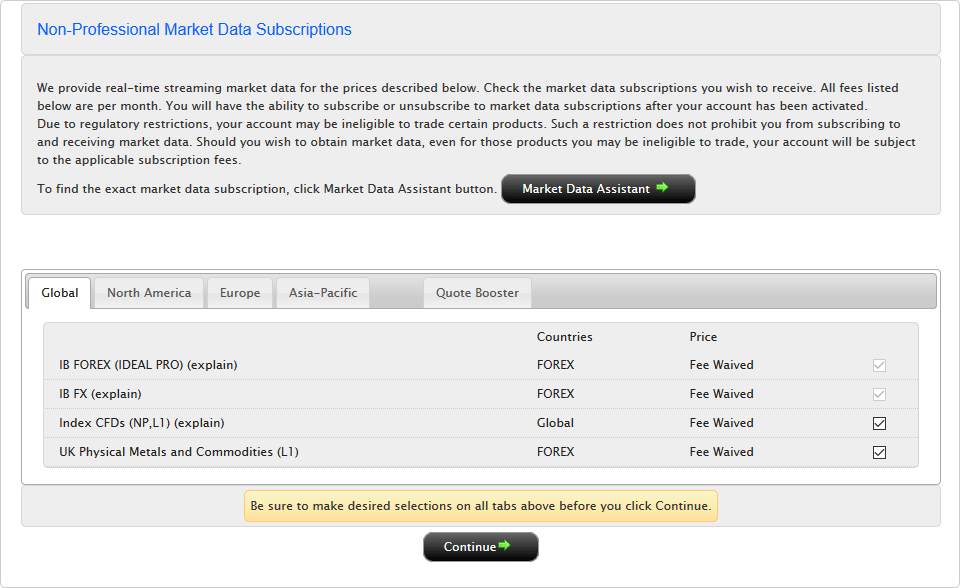 Non-Professional Market Data Subscriptions
We provide real-time streaming market data for the prices described below. Check the market data subscriptions you wish to receive. All fees listed
below are per month. You will have the ability to subscribe or unsubscribe to market data subscriptions after your account has been activated.
Due to regulatory restrictions, your account may be ineligible to trade certain products. Such a restriction does not prohibit you from subscribing to
and receiving market data. Should you wish to obtain market data, even for those products you may be ineligible to trade, your account will be subject
to the applicable subscription fees.
To find the exact market data subscription, click Market Data Assistant button. Market Data Assistant
Global North America Europe Asia-Pacific Quote Booster
Countries Price
IB FOREX (IDEAL PRO) (explain) FOREX Fee Waived
IB FX (explain) FOREX Fee Waived
Index CFDs (NP,L1) (explain) Global Fee Waived
UK Physical Metals and Commodities (L1) FOREX Fee Waived
Be sure to make desired selections on all tabs above before you click Continue.
Continue